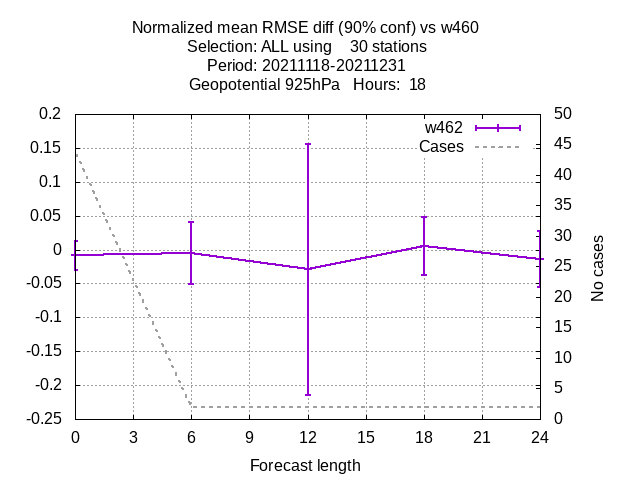 Normalized mean RMSE diff (90% conf) vs w460
Selection: ALL using    30 stations
Period: 20211118-20211231
Geopotential 925hPa   Hours:  18
w462
Cases
0.2
0.15
0.1
0.05
0
-0.05
-0.1
-0.15
-0.2
-0.25
50
45
40
35
30
25
20
15
10
5
0
No cases
0 3 6 9 12 15 18 21 24
Forecast length